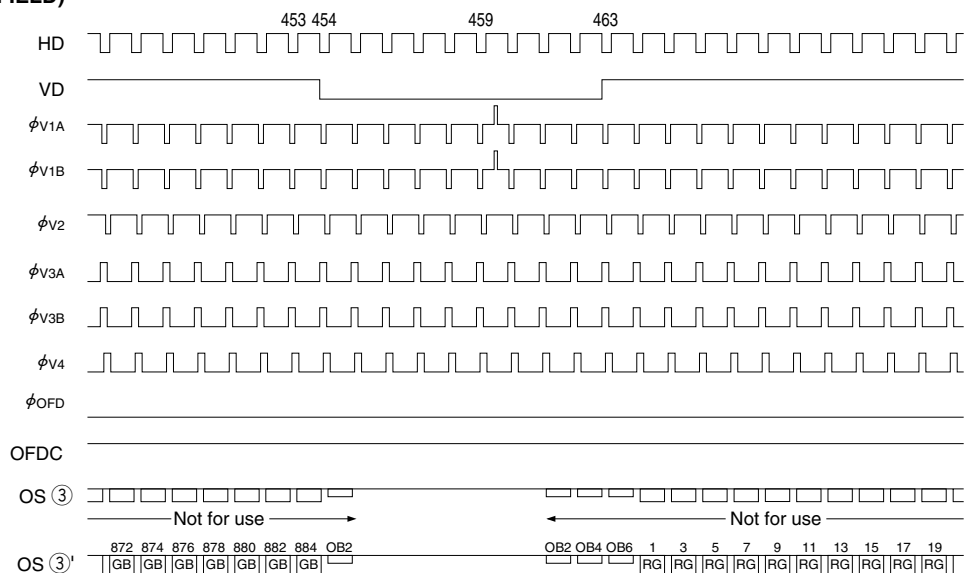 453 454 459 463
HD
VD
ϕV1A
ϕV1B
ϕV2
ϕV3A
ϕV3B
ϕV4
ϕOFD
OFDC
OS ③
Not for use Not for use
872 874 876 878 880 882 884 OB2 OB2 OB4 OB6 1 3 5 7 9 11 13 15 17 19
OS ③' GB GB GB GB GB GB GB RG RG RG RG RG RG RG RG RG RG